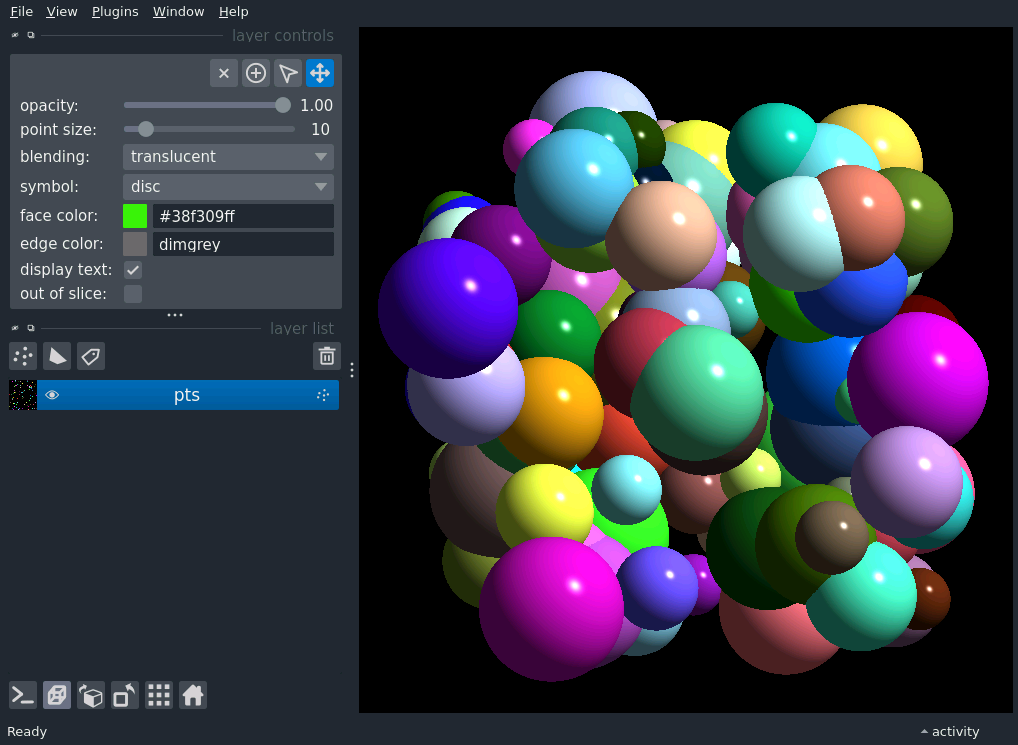 File View Plugins Window Help
layer controls
opacity: 1.00
point size: 10
blending: translucent
symbol: disc
face color: #38f309ff
edge color: dimgrey
display text:
out of slice:
layer list
pts
Ready activity